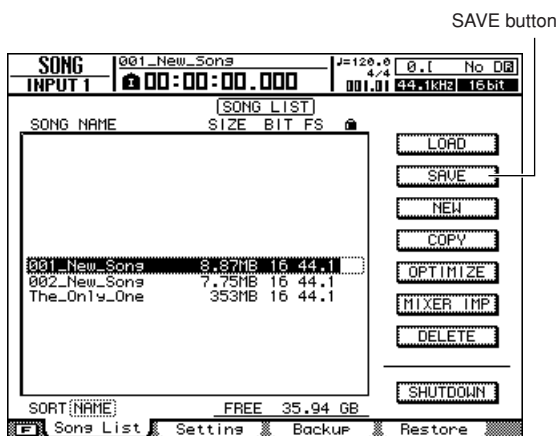 SAVE button
SONG 001_New_Song ♩=120.0 4/4 0.[ No D
INPUT 1 00:00:00.000 001.01 44.1kHz 16bit
SONG LIST
SONG NAME SIZE BIT FS
LOAD
SAVE
NEW
COPY
001_New_Song 8.87MB 16 44.1
002_New_Song 7.75MB 16 44.1
The_Only_One 353MB 16 44.1
OPTIMIZE
MIXER IMP
DELETE
SHUTDOWN
SORT NAME FREE 35.94 GB
F Song List Setting Backup Restore